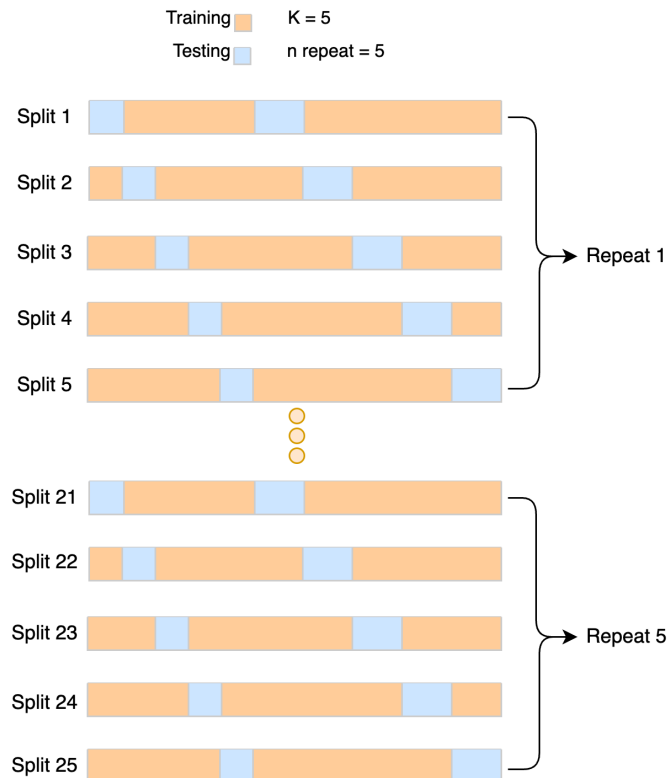 Training K = 5
Testing n repeat = 5
Split 1
Split 2
Split 3
Repeat 1
Split 4
Split 5
Split 21
Split 22
Split 23
Repeat 5
Split 24
Split 25